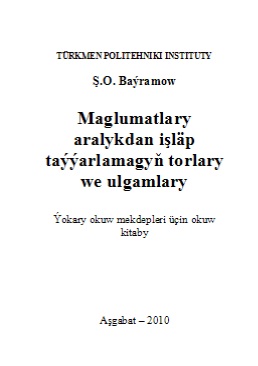 TÜRKMEN POLITEHNIKI INSTITUTY
Ş.O. Baýramow
Maglumatlary
aralykdan işläp
taýýarlamagyň torlary
we ulgamlary
Ýokary okuw mekdepleri üçin okuw
kitaby
Aşgabat – 2010